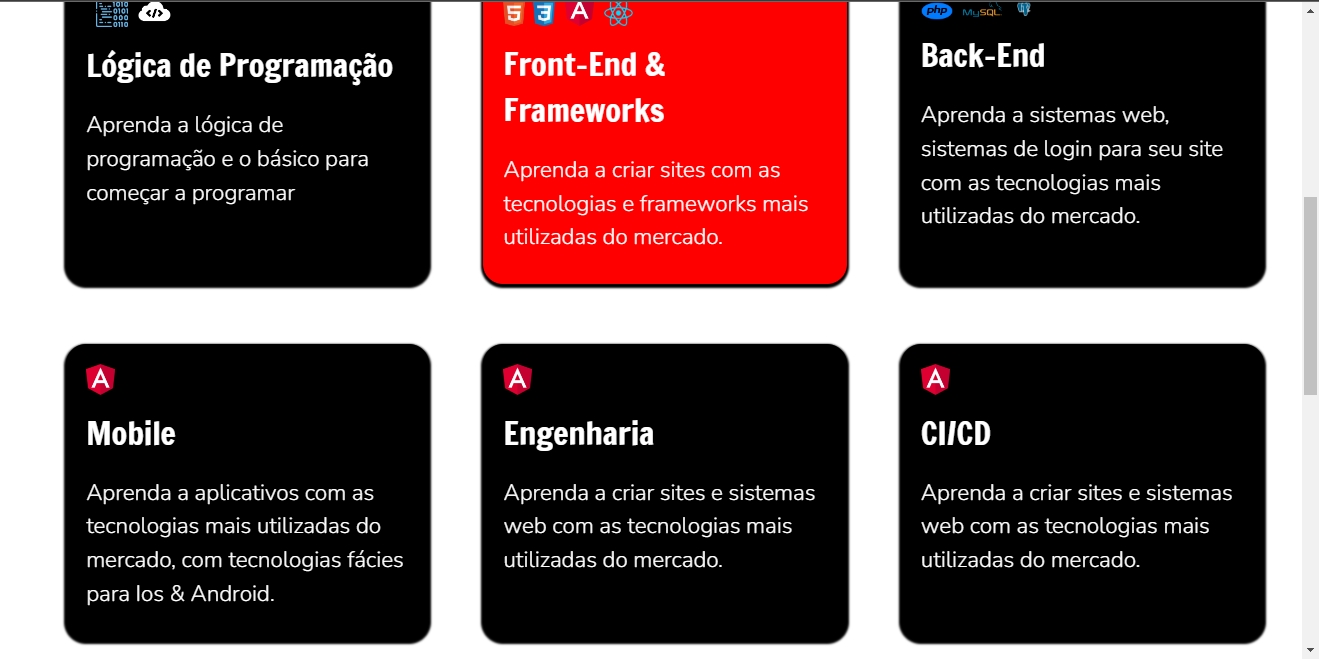 Lógica de Programação
Aprenda a lógica de
programação e o básico para
começar a programar
Front-End &
Frameworks
Aprenda a criar sites com as
tecnologias e frameworks mais
utilizadas do mercado.
php MySQL
Back-End
Aprenda a sistemas web,
sistemas de login para seu site
com as tecnologias mais
utilizadas do mercado.
Mobile
Aprenda a aplicativos com as
tecnologias mais utilizadas do
mercado, com tecnologias fácies
para Ios & Android.
Engenharia
Aprenda a criar sites e sistemas
web com as tecnologias mais
utilizadas do mercado.
CI/CD
Aprenda a criar sites e sistemas
web com as tecnologias mais
utilizadas do mercado.